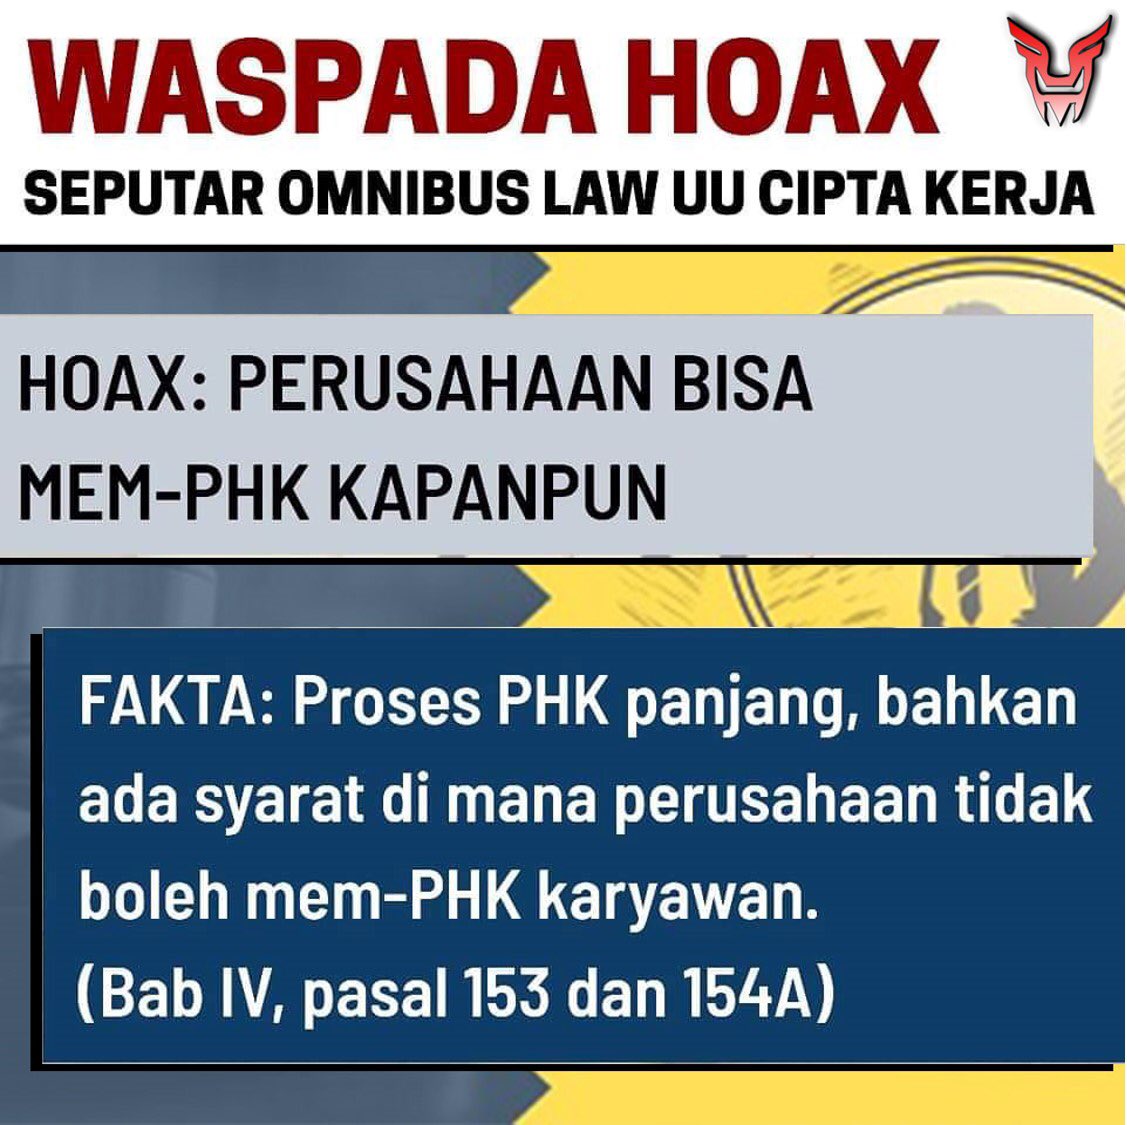 WASPADA HOAX
SEPUTAR OMNIBUS LAW UU CIPTA KERJA
HOAX: PERUSAHAAN BISA
MEM-PHK KAPANPUN
FAKTA: Proses PHK panjang, bahkan
ada syarat di mana perusahaan tidak
boleh mem-PHK karyawan.
(Bab IV, pasal 153 dan 154A)